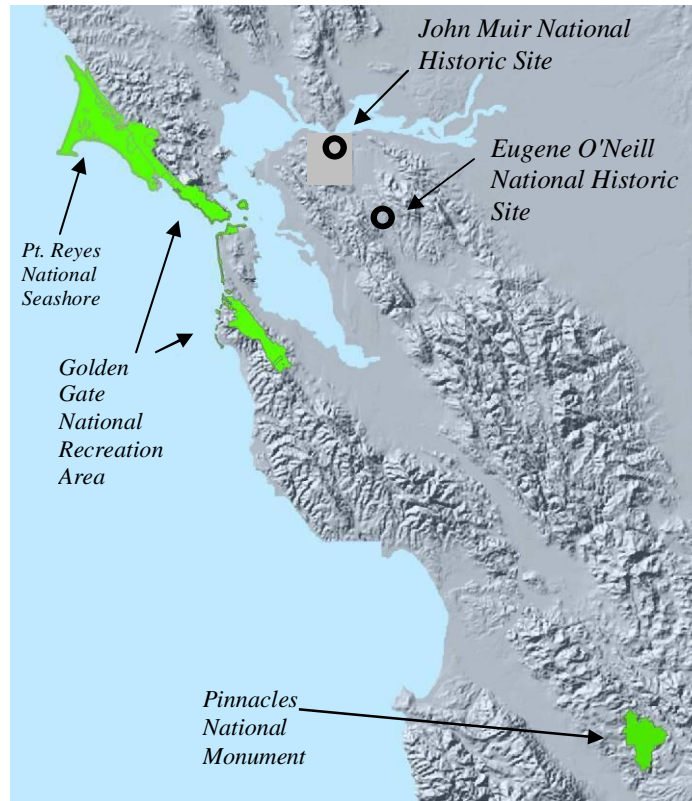 John Muir National
Historic Site
Eugene O'Neill
National Historic
Site
Pt. Reyes
National
Seashore
Golden
Gate
National
Recreation
Area
Pinnacles
National
Monument